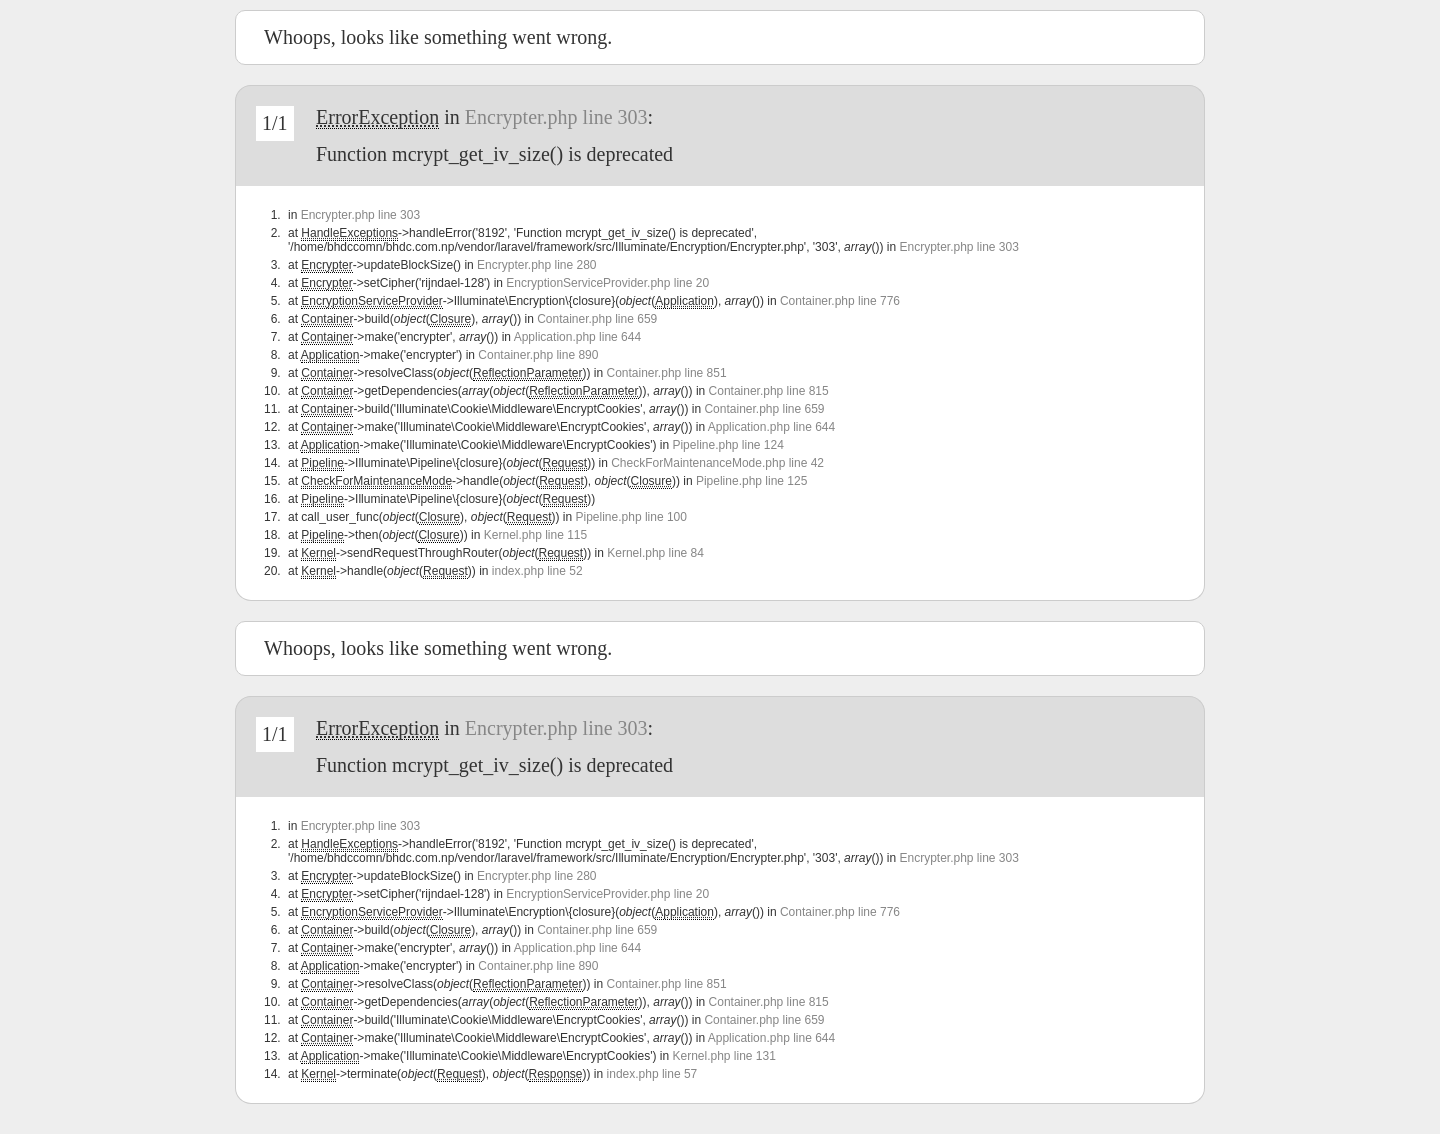 Whoops, looks like something went wrong.
1/1
ErrorException in Encrypter.php line 303:
Function mcrypt_get_iv_size() is deprecated
1. in Encrypter.php line 303
2. at HandleExceptions->handleError('8192', 'Function mcrypt_get_iv_size() is deprecated',
'/home/bhdccomn/bhdc.com.np/vendor/laravel/framework/src/Illuminate/Encryption/Encrypter.php', '303', array()) in Encrypter.php line 303
3. at Encrypter->updateBlockSize() in Encrypter.php line 280
4. at Encrypter->setCipher('rijndael-128') in EncryptionServiceProvider.php line 20
5. at EncryptionServiceProvider->Illuminate\Encryption\{closure}(object(Application), array()) in Container.php line 776
6. at Container->build(object(Closure), array()) in Container.php line 659
7. at Container->make('encrypter', array()) in Application.php line 644
8. at Application->make('encrypter') in Container.php line 890
9. at Container->resolveClass(object(ReflectionParameter)) in Container.php line 851
10. at Container->getDependencies(array(object(ReflectionParameter)), array()) in Container.php line 815
11. at Container->build('Illuminate\Cookie\Middleware\EncryptCookies', array()) in Container.php line 659
12. at Container->make('Illuminate\Cookie\Middleware\EncryptCookies', array()) in Application.php line 644
13. at Application->make('Illuminate\Cookie\Middleware\EncryptCookies') in Pipeline.php line 124
14. at Pipeline->Illuminate\Pipeline\{closure}(object(Request)) in CheckForMaintenanceMode.php line 42
15. at CheckForMaintenanceMode->handle(object(Request), object(Closure)) in Pipeline.php line 125
16. at Pipeline->Illuminate\Pipeline\{closure}(object(Request))
17. at call_user_func(object(Closure), object(Request)) in Pipeline.php line 100
18. at Pipeline->then(object(Closure)) in Kernel.php line 115
19. at Kernel->sendRequestThroughRouter(object(Request)) in Kernel.php line 84
20. at Kernel->handle(object(Request)) in index.php line 52
Whoops, looks like something went wrong.
1/1
ErrorException in Encrypter.php line 303:
Function mcrypt_get_iv_size() is deprecated
1. in Encrypter.php line 303
2. at HandleExceptions->handleError('8192', 'Function mcrypt_get_iv_size() is deprecated',
'/home/bhdccomn/bhdc.com.np/vendor/laravel/framework/src/Illuminate/Encryption/Encrypter.php', '303', array()) in Encrypter.php line 303
3. at Encrypter->updateBlockSize() in Encrypter.php line 280
4. at Encrypter->setCipher('rijndael-128') in EncryptionServiceProvider.php line 20
5. at EncryptionServiceProvider->Illuminate\Encryption\{closure}(object(Application), array()) in Container.php line 776
6. at Container->build(object(Closure), array()) in Container.php line 659
7. at Container->make('encrypter', array()) in Application.php line 644
8. at Application->make('encrypter') in Container.php line 890
9. at Container->resolveClass(object(ReflectionParameter)) in Container.php line 851
10. at Container->getDependencies(array(object(ReflectionParameter)), array()) in Container.php line 815
11. at Container->build('Illuminate\Cookie\Middleware\EncryptCookies', array()) in Container.php line 659
12. at Container->make('Illuminate\Cookie\Middleware\EncryptCookies', array()) in Application.php line 644
13. at Application->make('Illuminate\Cookie\Middleware\EncryptCookies') in Kernel.php line 131
14. at Kernel->terminate(object(Request), object(Response)) in index.php line 57